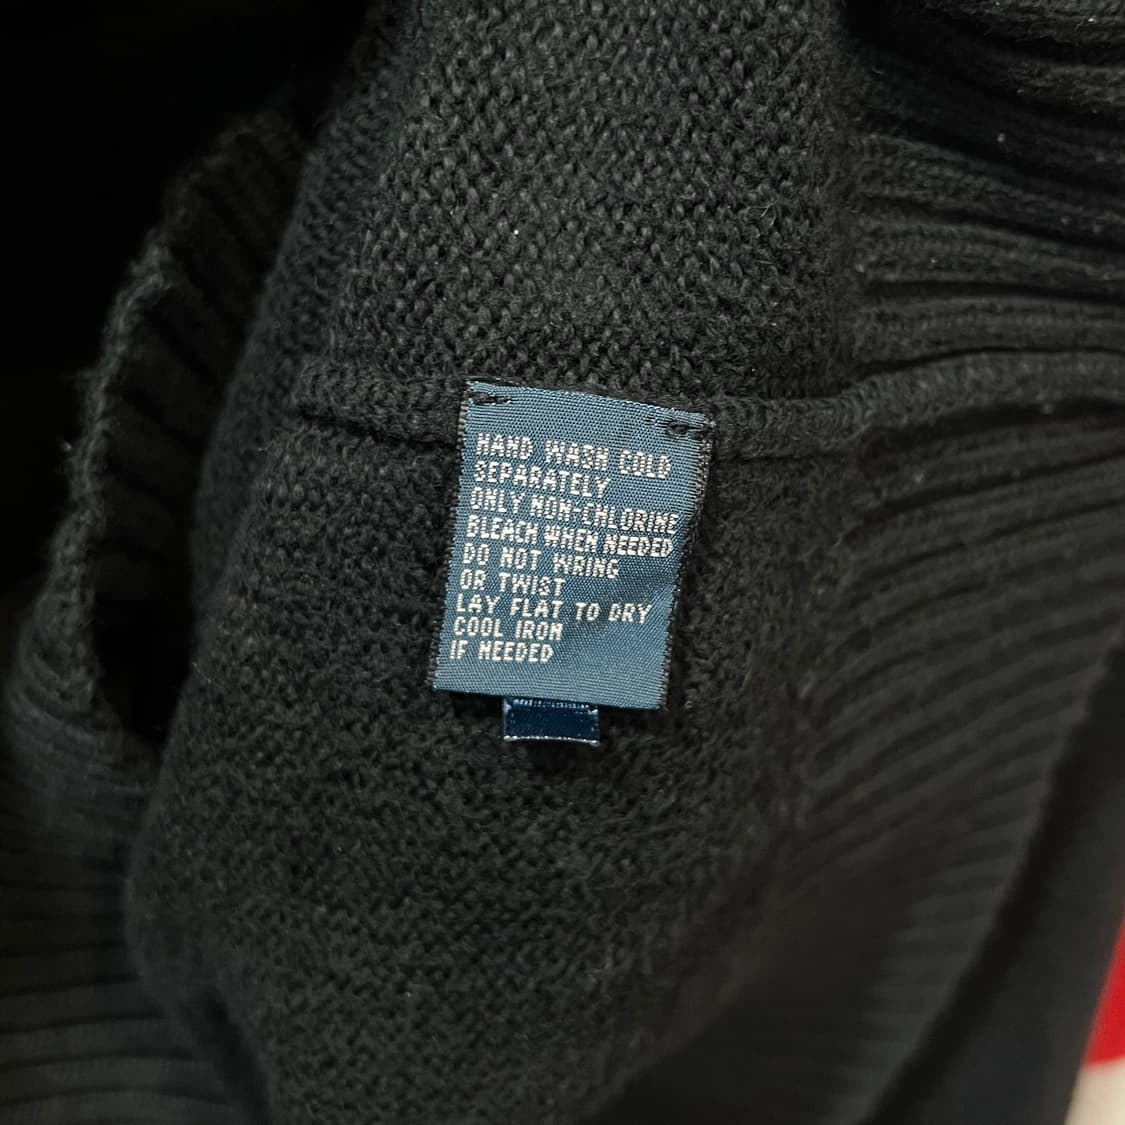 HAND WASH COLD
SEPARATELY
ONLY NON-CHLORINE
BLEACH WHEN NEEDED
DO NOT WRING
OR TWIST
LAY FLAT TO DRY
COOL IRON
IF NEEDED